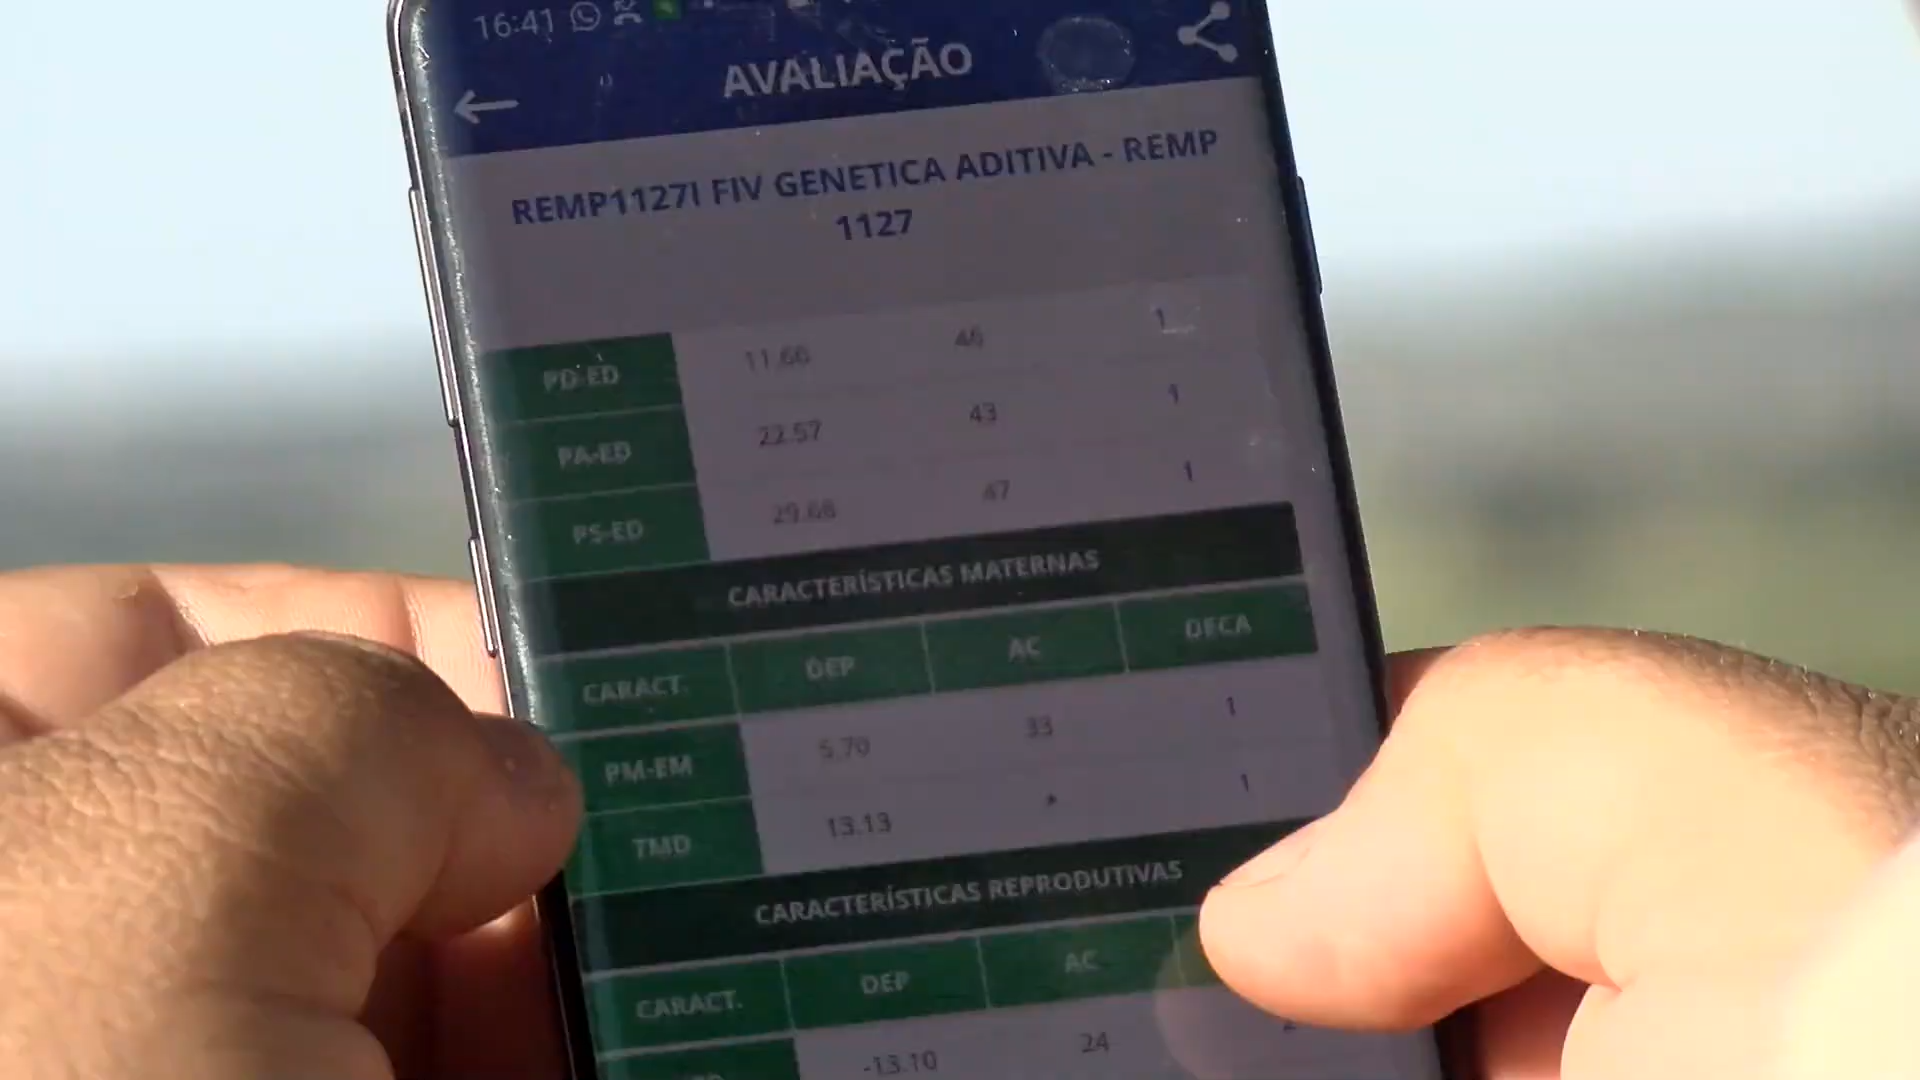 16:41
AVALIAÇÃO
REMP1127I FIV GENETICA ADITIVA - REMP
1127
PD-ED 11.66 46 1
PA-ED 22.57 43 1
PS-ED 29.68 47 1
CARACTERÍSTICAS MATERNAS
CARACT. DEP AC DECA
PM-EM 5.70 33 1
TMD 13.13 * 1
CARACTERÍSTICAS REPRODUTIVAS
CARACT. DEP AC
-13.10 24